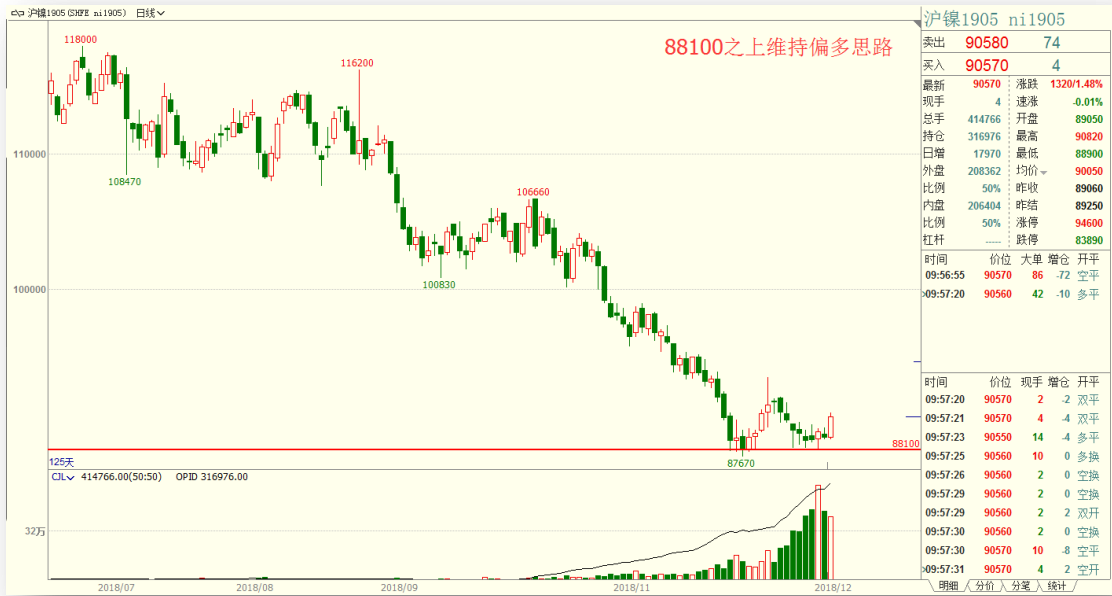 沪镍1905 (SHFE ni1905) 日线
118000
116200
108470
106660
100830
110000
100000
88100之上维持偏多思路
88100
87670
125天
CJL 414766.00(50:50) OPID 316976.00
32万
2018/07 2018/08 2018/09 2018/11 2018/12
沪镍1905 ni1905
卖出 90580 74
买入 90570 4
最新 90570 涨跌 1320/1.48%
现手 4 速涨 -0.01%
总手 414766 开盘 89050
持仓 316976 最高 90820
日增 17970 最低 88900
外盘 208362 均价 90050
比例 50% 昨收 89060
内盘 206404 昨结 89250
比例 50% 涨停 94600
杠杆 ----- 跌停 83890
时间 价位 大单 增仓 开平
09:56:55 90570 86 -72 空平
09:57:20 90560 42 -10 多平
时间 价位 现手 增仓 开平
09:57:20 90570 2 -2 双平
09:57:21 90570 4 -4 双平
09:57:23 90550 14 -4 多平
09:57:25 90560 10 0 多换
09:57:26 90560 2 0 空换
09:57:29 90560 2 0 空换
09:57:29 90560 2 2 双开
09:57:30 90560 2 0 空换
09:57:30 90570 10 -8 空平
09:57:31 90570 4 2 空开
明细 分价 分笔 统计